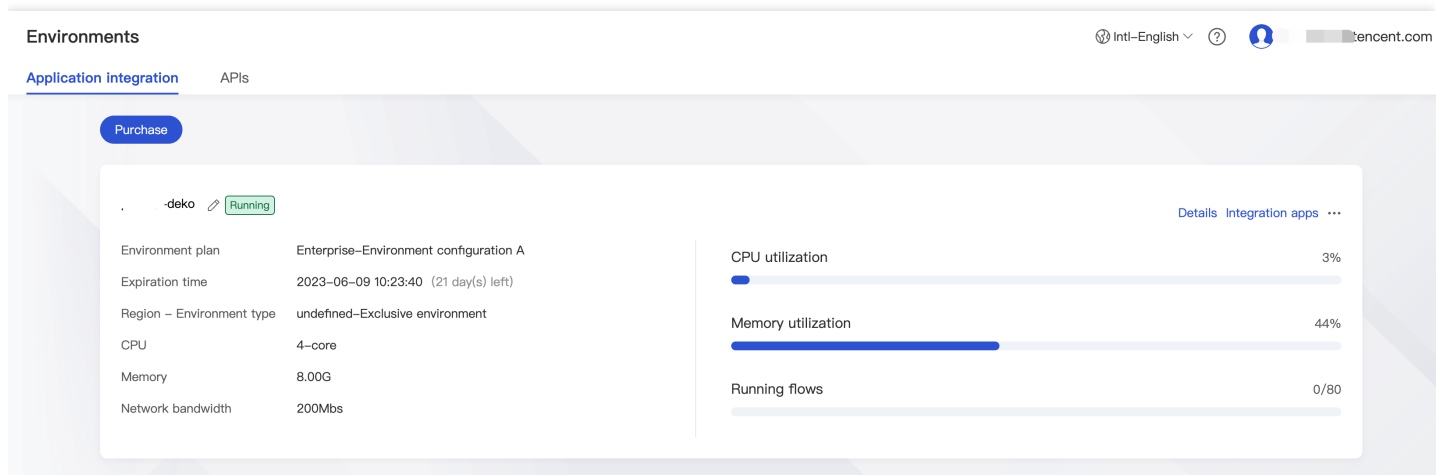 Environments
Intl-English
tencent.com
Application integration
APIs
Purchase
-deko
Running
Details Integration apps ···
Environment plan Enterprise-Environment configuration A
Expiration time 2023-06-09 10:23:40 (21 day(s) left)
Region - Environment type undefined-Exclusive environment
CPU 4-core
Memory 8.00G
Network bandwidth 200Mbs
CPU utilization 3%
Memory utilization 44%
Running flows 0/80